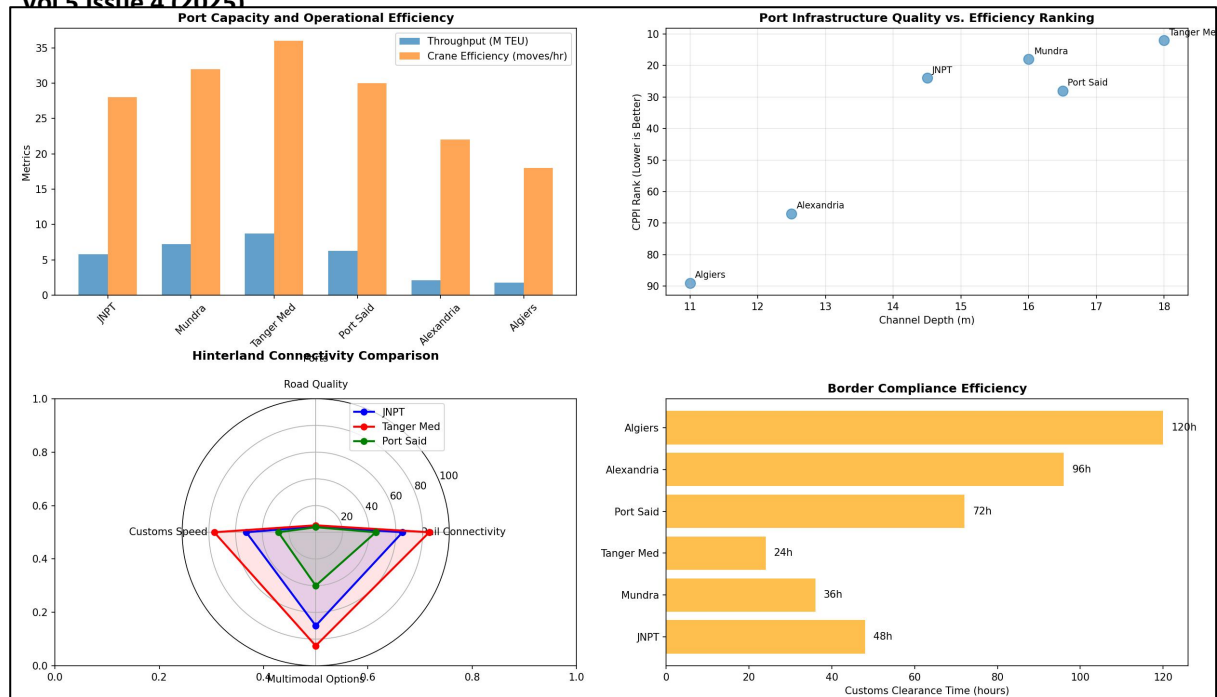 Vol 5 Issue 4 (2025)
Port Capacity and Operational Efficiency
Throughput (M TEU)
Crane Efficiency (moves/hr)
Metrics
35
30
25
20
15
10
5
0
JNPT
Mundra
Tanger Med
Port Said
Alexandria
Algiers
Ports
Port Infrastructure Quality vs. Efficiency Ranking
CPPI Rank (Lower is Better)
10
20
30
40
50
60
70
80
90
Tanger Me
Mundra
JNPT
Port Said
Alexandria
Algiers
11 12 13 14 15 16 17 18
Channel Depth (m)
Hinterland Connectivity Comparison
Road Quality
JNPT
Tanger Med
Port Said
1.0
0.8
0.6
0.4
0.2
0.0
100
80
60
40
20
Customs Speed
Connectivity
0.0 0.2 0.4 0.6 0.8 1.0
Multimodal Options
Border Compliance Efficiency
Algiers 120h
Alexandria 96h
Port Said 72h
Tanger Med 24h
Mundra 36h
JNPT 48h
0 20 40 60 80 100 120
Customs Clearance Time (hours)